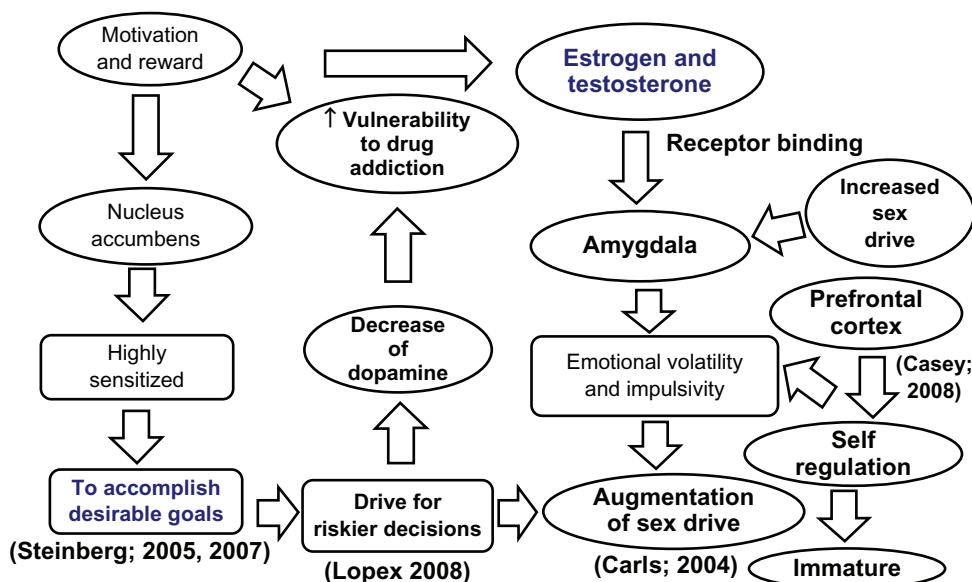 Motivation
and reward
Estrogen and
testosterone
↑ Vulnerability
to drug
addiction
Receptor binding
Increased
sex
drive
Nucleus
accumbens
Amygdala
Prefrontal
cortex
Highly
sensitized
Decrease
of
dopamine
Emotional volatility
and impulsivity
(Casey;
2008)
Self
regulation
To accomplish
desirable goals
Drive for
riskier decisions
Augmentation
of sex drive
(Steinberg; 2005, 2007)
(Lopex 2008)
(Carls; 2004)
Immature